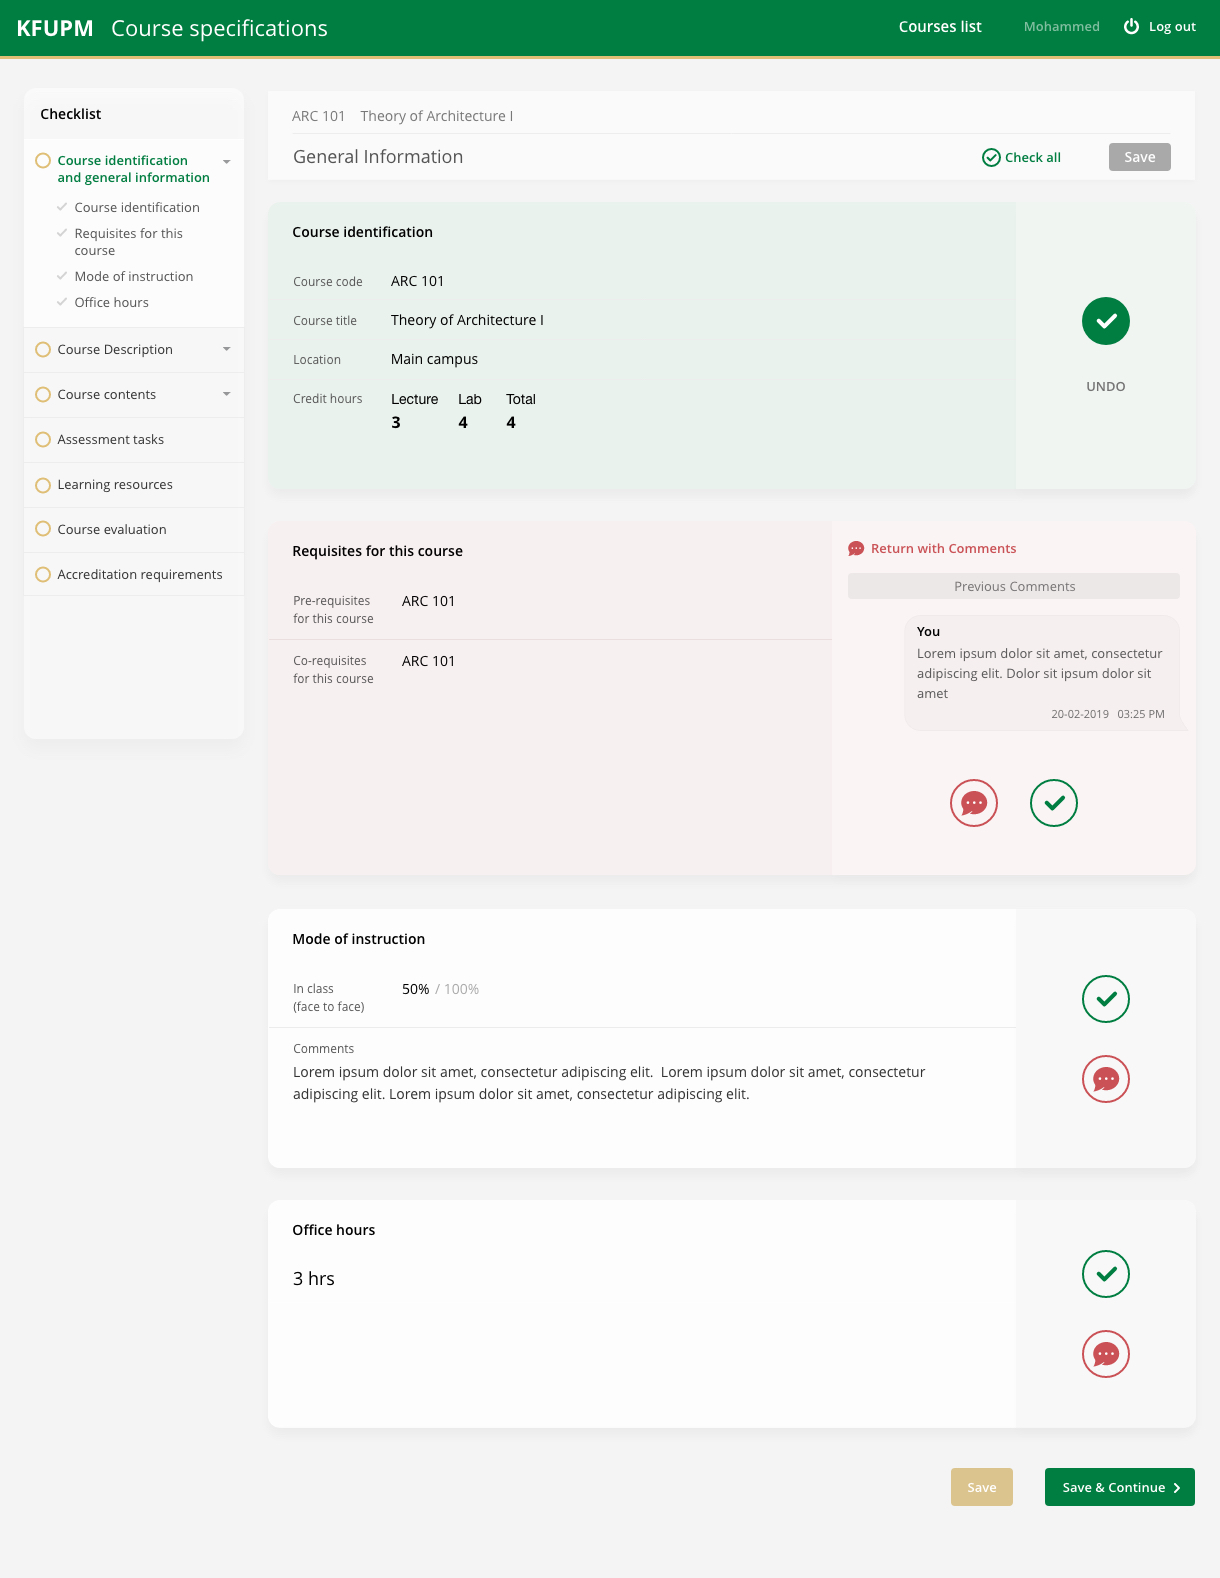 KFUPM Course specifications
Courses list
Mohammed
Log out
Checklist
Course identification
and general information
Course identification
Requisites for this
course
Mode of instruction
Office hours
Course Description
Course contents
Assessment tasks
Learning resources
Course evaluation
Accreditation requirements
ARC 101 Theory of Architecture I
General Information
Check all
Save
Course identification
Course code ARC 101
Course title Theory of Architecture I
Location Main campus
Credit hours Lecture Lab Total
3 4 4
UNDO
Requisites for this course
Pre-requisites
for this course
ARC 101
Co-requisites
for this course
ARC 101
Return with Comments
Previous Comments
You
Lorem ipsum dolor sit amet, consectetur
adipiscing elit. Dolor sit ipsum dolor sit
amet
20-02-2019 03:25 PM
Mode of instruction
In class
(face to face)
50% / 100%
Comments
Lorem ipsum dolor sit amet, consectetur adipiscing elit. Lorem ipsum dolor sit amet, consectetur
adipiscing elit. Lorem ipsum dolor sit amet, consectetur adipiscing elit.
Office hours
3 hrs
Save
Save & Continue